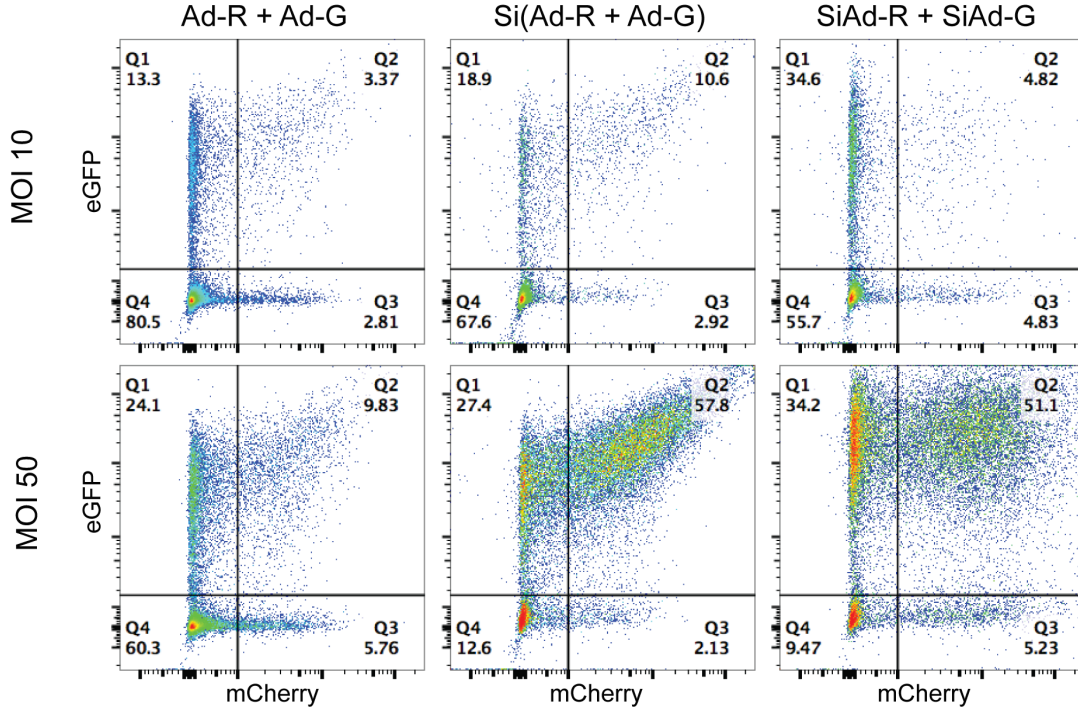 Ad-R + Ad-G
Si(Ad-R + Ad-G)
SiAd-R + SiAd-G
MOI 10
eGFP
Q1
13.3
Q2
3.37
Q4
80.5
Q3
2.81
Q1
18.9
Q2
10.6
Q4
67.6
Q3
2.92
Q1
34.6
Q2
4.82
Q4
55.7
Q3
4.83
MOI 50
eGFP
Q1
24.1
Q2
9.83
Q4
60.3
Q3
5.76
Q1
27.4
Q2
57.8
Q4
12.6
Q3
2.13
Q1
34.2
Q2
51.1
Q4
9.47
Q3
5.23
mCherry
mCherry
mCherry